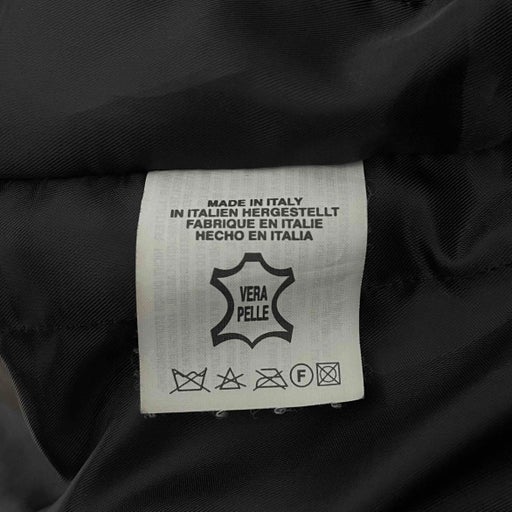 MADE IN ITALY
IN ITALIEN HERGESTELLT
FABRIQUE EN ITALIE
HECHO EN ITALIA
VERA
PELLE
F